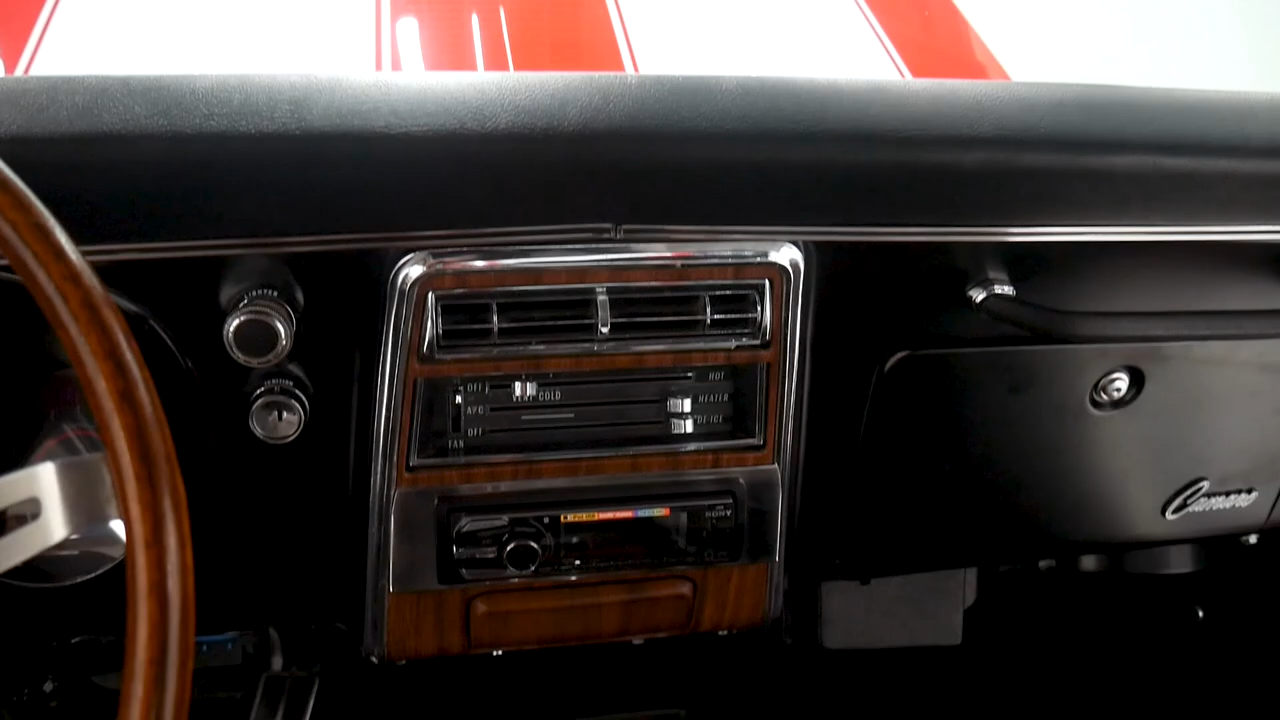 LIGHTER
IGNITION
OFF
HOT
VENT COLD
A/C
HEATER
DE-ICE
OFF
FAN
SONY
Camaro